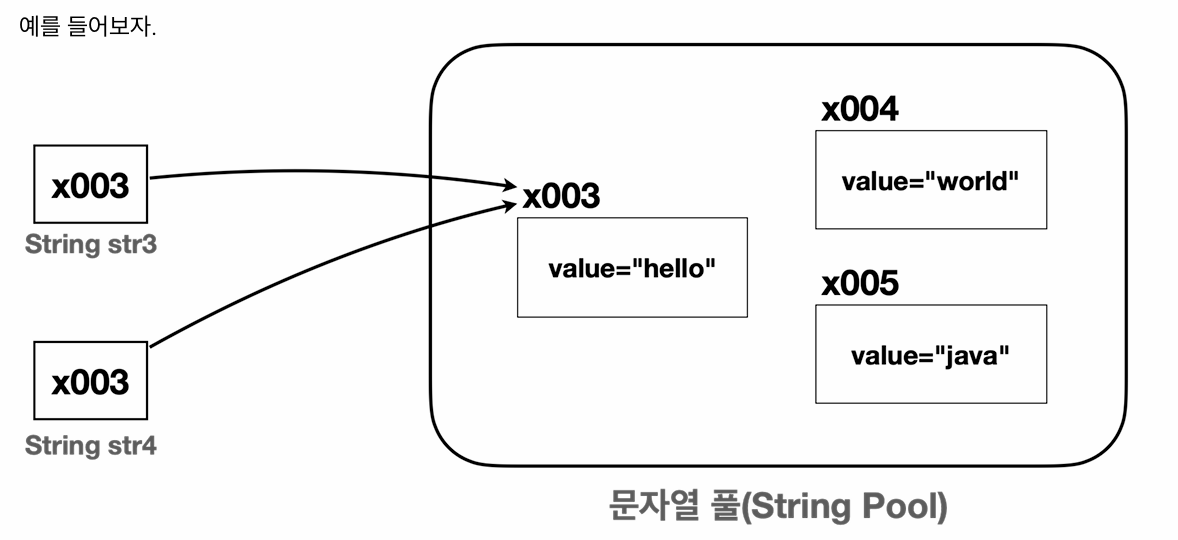 예를 들어보자.
x003
String str3
x003
String str4
x003
value="hello"
x004
value="world"
x005
value="java"
문자열 풀(String Pool)